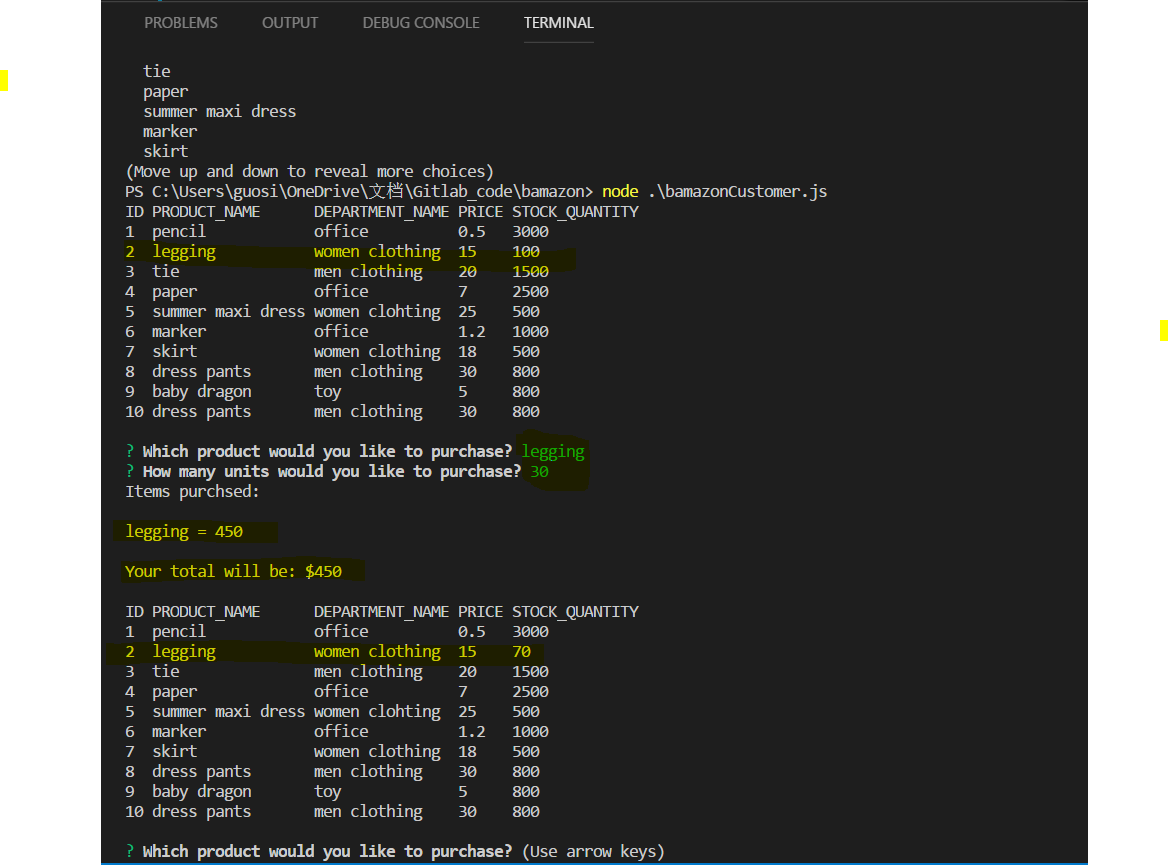 PROBLEMS OUTPUT DEBUG CONSOLE TERMINAL
tie
paper
summer maxi dress
marker
skirt
(Move up and down to reveal more choices)
PS C:\Users\guosi\OneDrive\文档\Gitlab_code\bamazon> node .\bamazonCustomer.js
ID PRODUCT_NAME DEPARTMENT_NAME PRICE STOCK_QUANTITY
1 pencil office 0.5 3000
2 legging women clothing 15 100
3 tie men clothing 20 1500
4 paper office 7 2500
5 summer maxi dress women clohting 25 500
6 marker office 1.2 1000
7 skirt women clothing 18 500
8 dress pants men clothing 30 800
9 baby dragon toy 5 800
10 dress pants men clothing 30 800
? Which product would you like to purchase? legging
? How many units would you like to purchase? 30
Items purchsed:
legging = 450
Your total will be: $450
ID PRODUCT_NAME DEPARTMENT_NAME PRICE STOCK_QUANTITY
1 pencil office 0.5 3000
2 legging women clothing 15 70
3 tie men clothing 20 1500
4 paper office 7 2500
5 summer maxi dress women clohting 25 500
6 marker office 1.2 1000
7 skirt women clothing 18 500
8 dress pants men clothing 30 800
9 baby dragon toy 5 800
10 dress pants men clothing 30 800
? Which product would you like to purchase? (Use arrow keys)